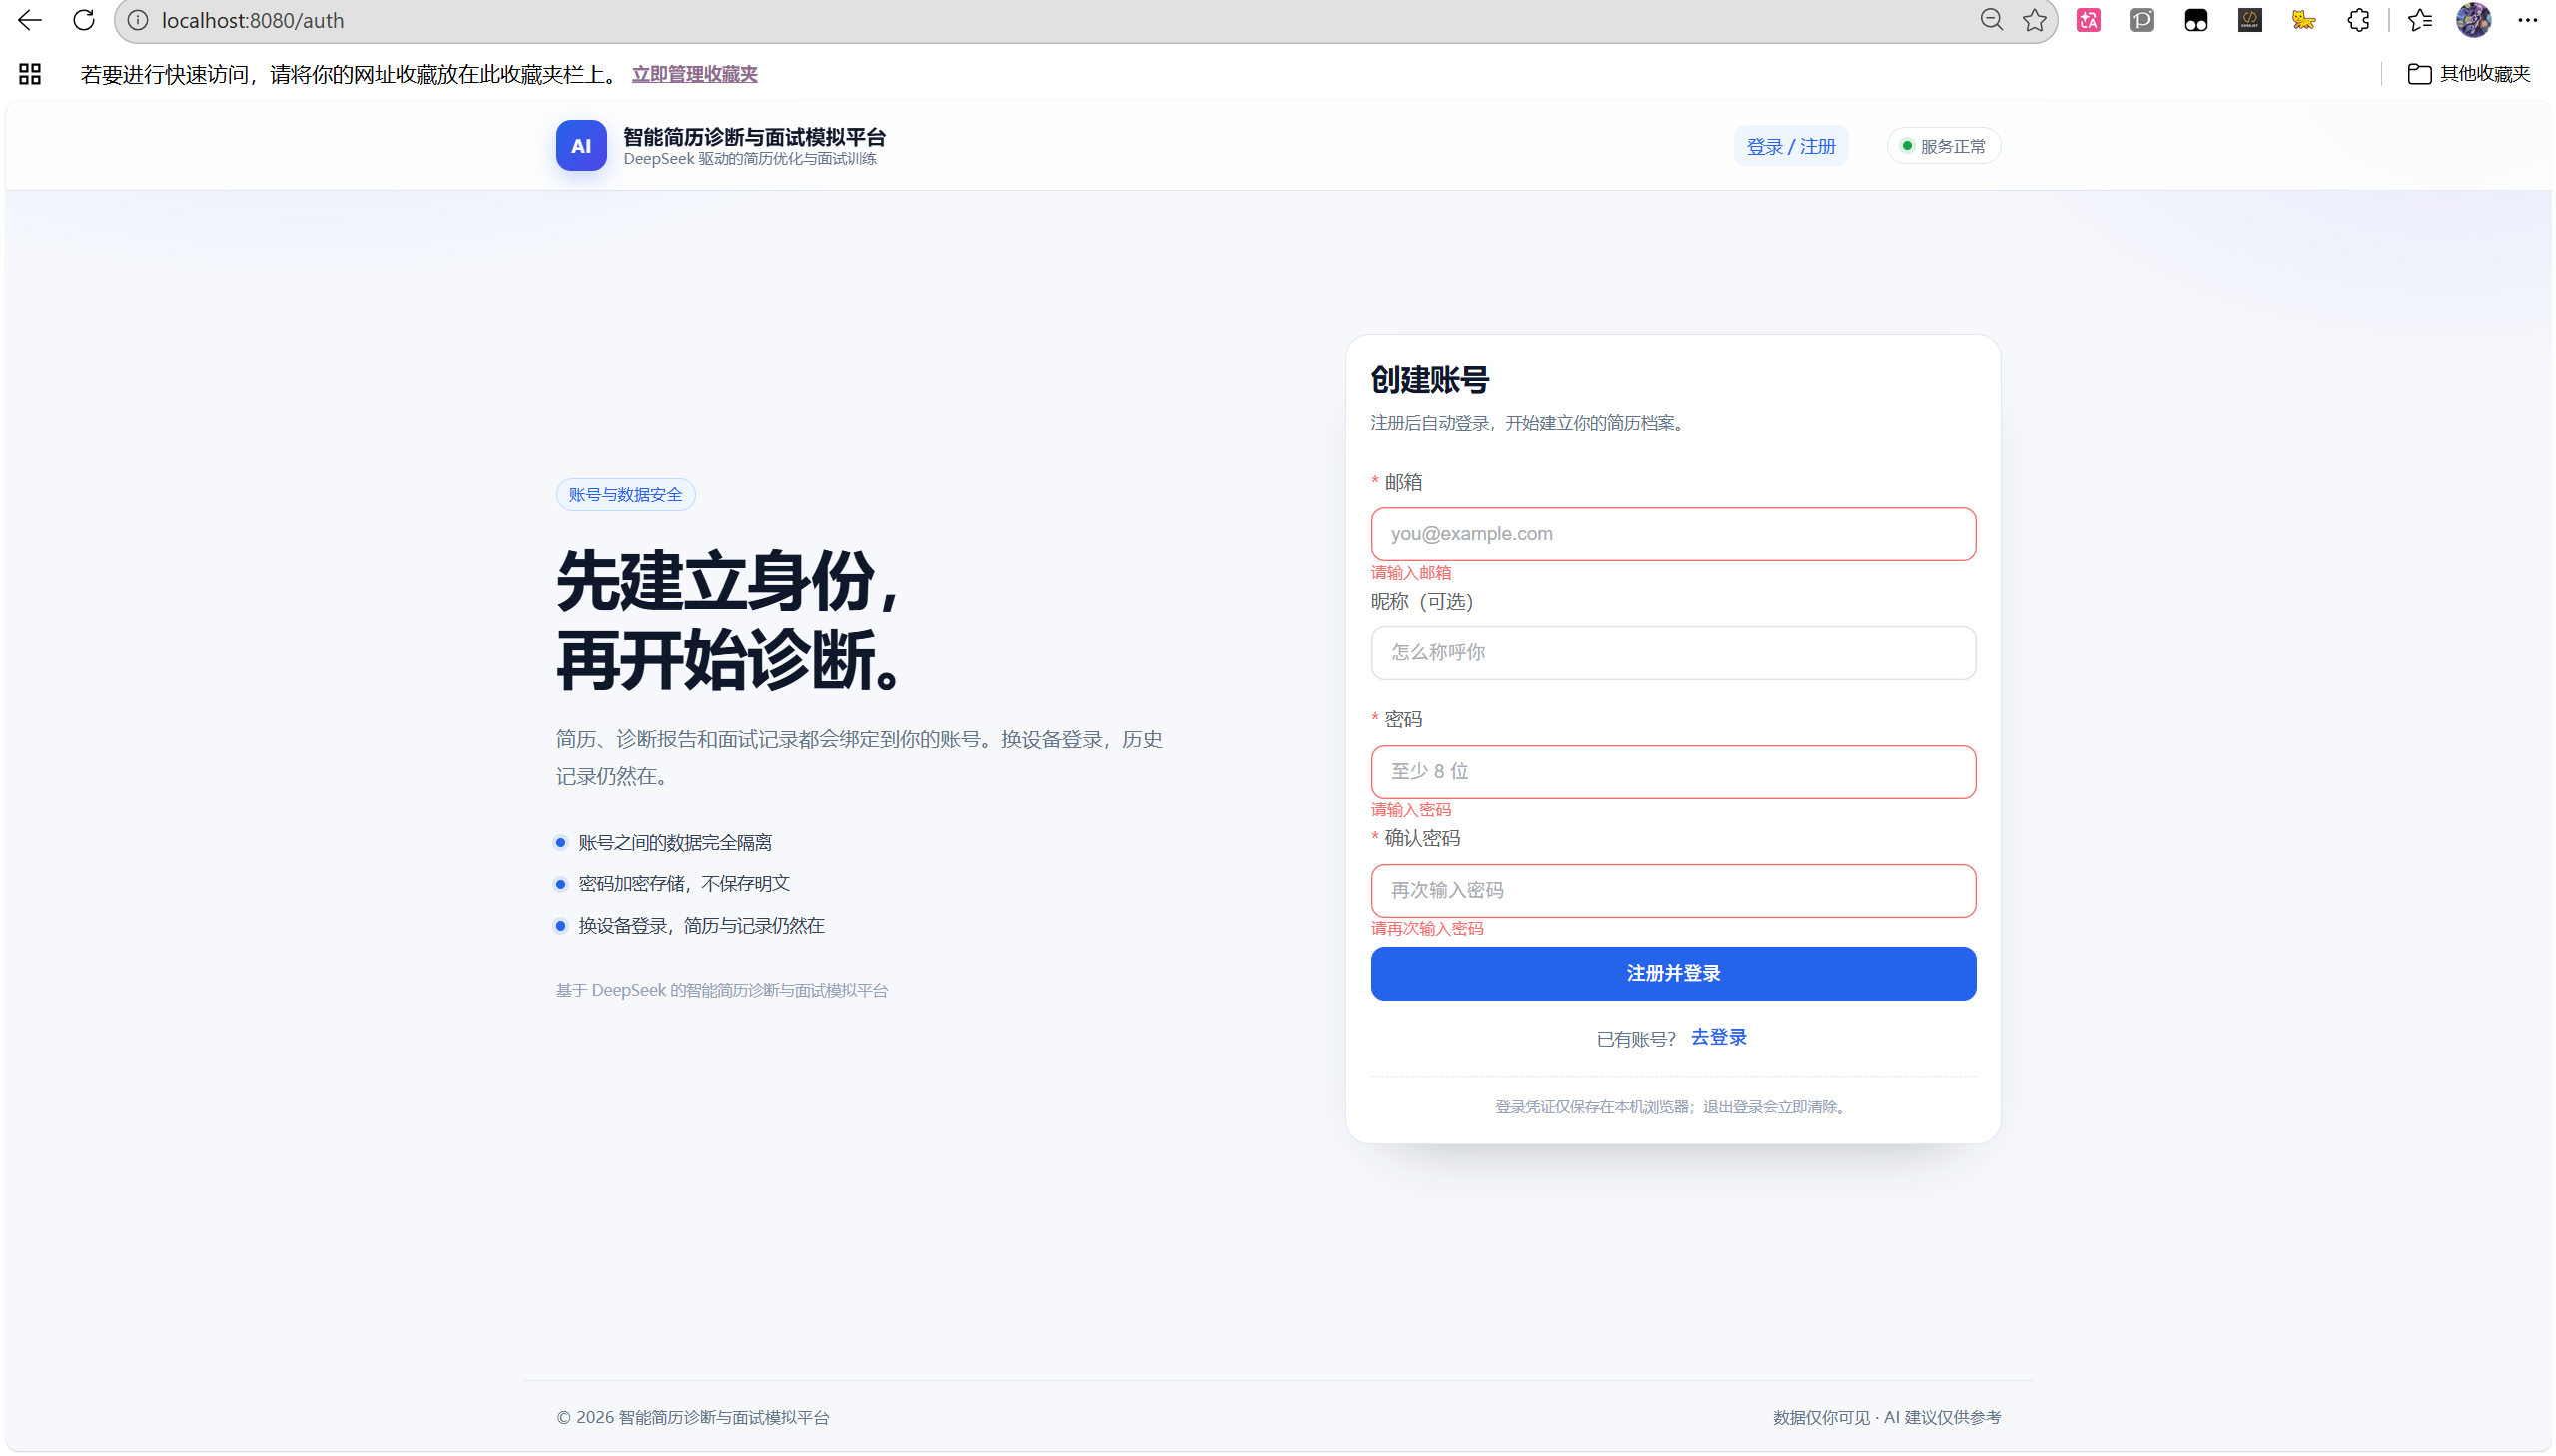 localhost:8080/auth
若要进行快速访问，请将你的网址收藏放在此收藏夹栏上。 立即管理收藏夹
其他收藏夹
AI
智能简历诊断与面试模拟平台
DeepSeek 驱动的简历优化与面试训练
登录 / 注册
服务正常
账号与数据安全
先建立身份，
再开始诊断。
简历、诊断报告和面试记录都会绑定到你的账号。换设备登录，历史
记录仍然在。
账号之间的数据完全隔离
密码加密存储，不保存明文
换设备登录，简历与记录仍然在
基于 DeepSeek 的智能简历诊断与面试模拟平台
创建账号
注册后自动登录，开始建立你的简历档案。
* 邮箱
you@example.com
请输入邮箱
昵称（可选）
怎么称呼你
* 密码
至少 8 位
请输入密码
* 确认密码
再次输入密码
请再次输入密码
注册并登录
已有账号？ 去登录
登录凭证仅保存在本机浏览器；退出登录会立即清除。
© 2026 智能简历诊断与面试模拟平台
数据仅你可见 · AI 建议仅供参考